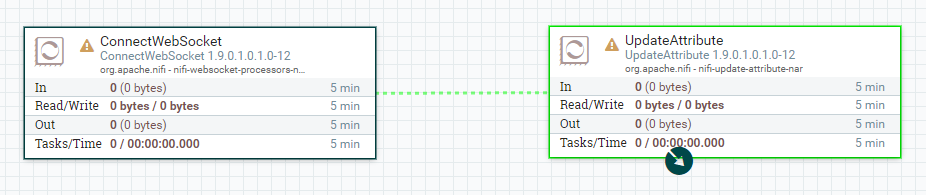 ConnectWebSocket
ConnectWebSocket 1.9.0.1.0.1.0-12
org.apache.nifi - nifi-websocket-processors-n...
In 0 (0 bytes) 5 min
Read/Write 0 bytes / 0 bytes 5 min
Out 0 (0 bytes) 5 min
Tasks/Time 0 / 00:00:00.000 5 min
UpdateAttribute
UpdateAttribute 1.9.0.1.0.1.0-12
org.apache.nifi - nifi-update-attribute-nar
In 0 (0 bytes) 5 min
Read/Write 0 bytes / 0 bytes 5 min
Out 0 (0 bytes) 5 min
Tasks/Time 0 / 00:00:00.000 5 min